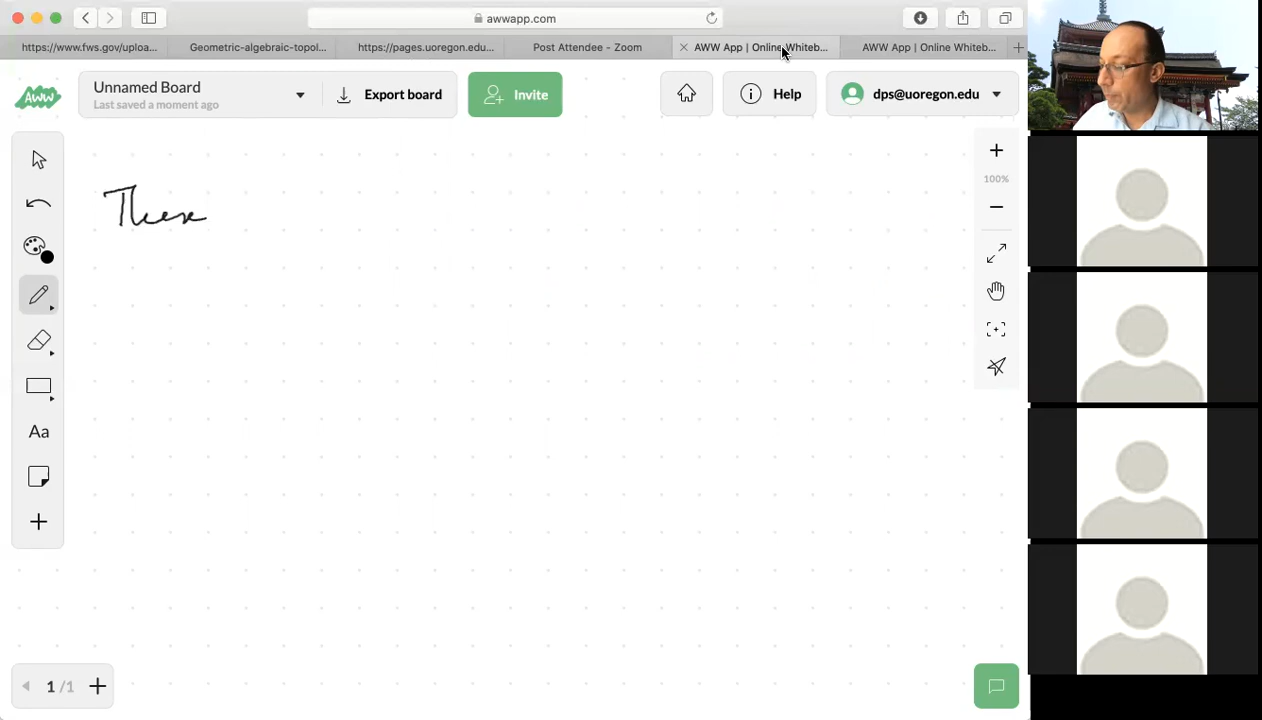 awwapp.com
https://www.fws.gov/uploa... Geometric-algebraic-topol... https://pages.uoregon.edu... Post Attendee - Zoom AWW App | Online Whiteb... AWW App | Online Whiteb...
AWW Unnamed Board Export board Invite Help dps@uoregon.edu
Last saved a moment ago
100%
Aa
1 /1